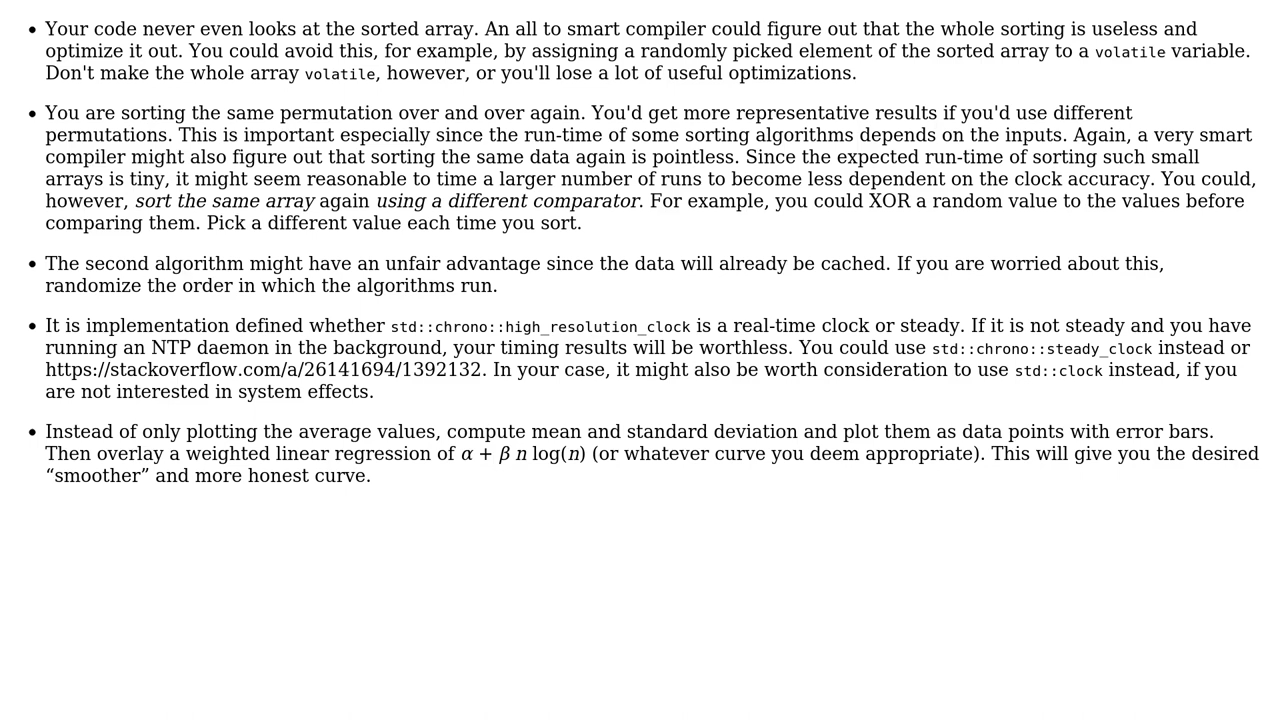 • Your code never even looks at the sorted array. An all to smart compiler could figure out that the whole sorting is useless and
optimize it out. You could avoid this, for example, by assigning a randomly picked element of the sorted array to a volatile variable.
Don't make the whole array volatile, however, or you'll lose a lot of useful optimizations.
• You are sorting the same permutation over and over again. You'd get more representative results if you'd use different
permutations. This is important especially since the run-time of some sorting algorithms depends on the inputs. Again, a very smart
compiler might also figure out that sorting the same data again is pointless. Since the expected run-time of sorting such small
arrays is tiny, it might seem reasonable to time a larger number of runs to become less dependent on the clock accuracy. You could,
however, sort the same array again using a different comparator. For example, you could XOR a random value to the values before
comparing them. Pick a different value each time you sort.
• The second algorithm might have an unfair advantage since the data will already be cached. If you are worried about this,
randomize the order in which the algorithms run.
• It is implementation defined whether std::chrono::high_resolution_clock is a real-time clock or steady. If it is not steady and you have
running an NTP daemon in the background, your timing results will be worthless. You could use std::chrono::steady_clock instead or
https://stackoverflow.com/a/26141694/1392132. In your case, it might also be worth consideration to use std::clock instead, if you
are not interested in system effects.
• Instead of only plotting the average values, compute mean and standard deviation and plot them as data points with error bars.
Then overlay a weighted linear regression of α + β n log(n) (or whatever curve you deem appropriate). This will give you the desired
“smoother” and more honest curve.